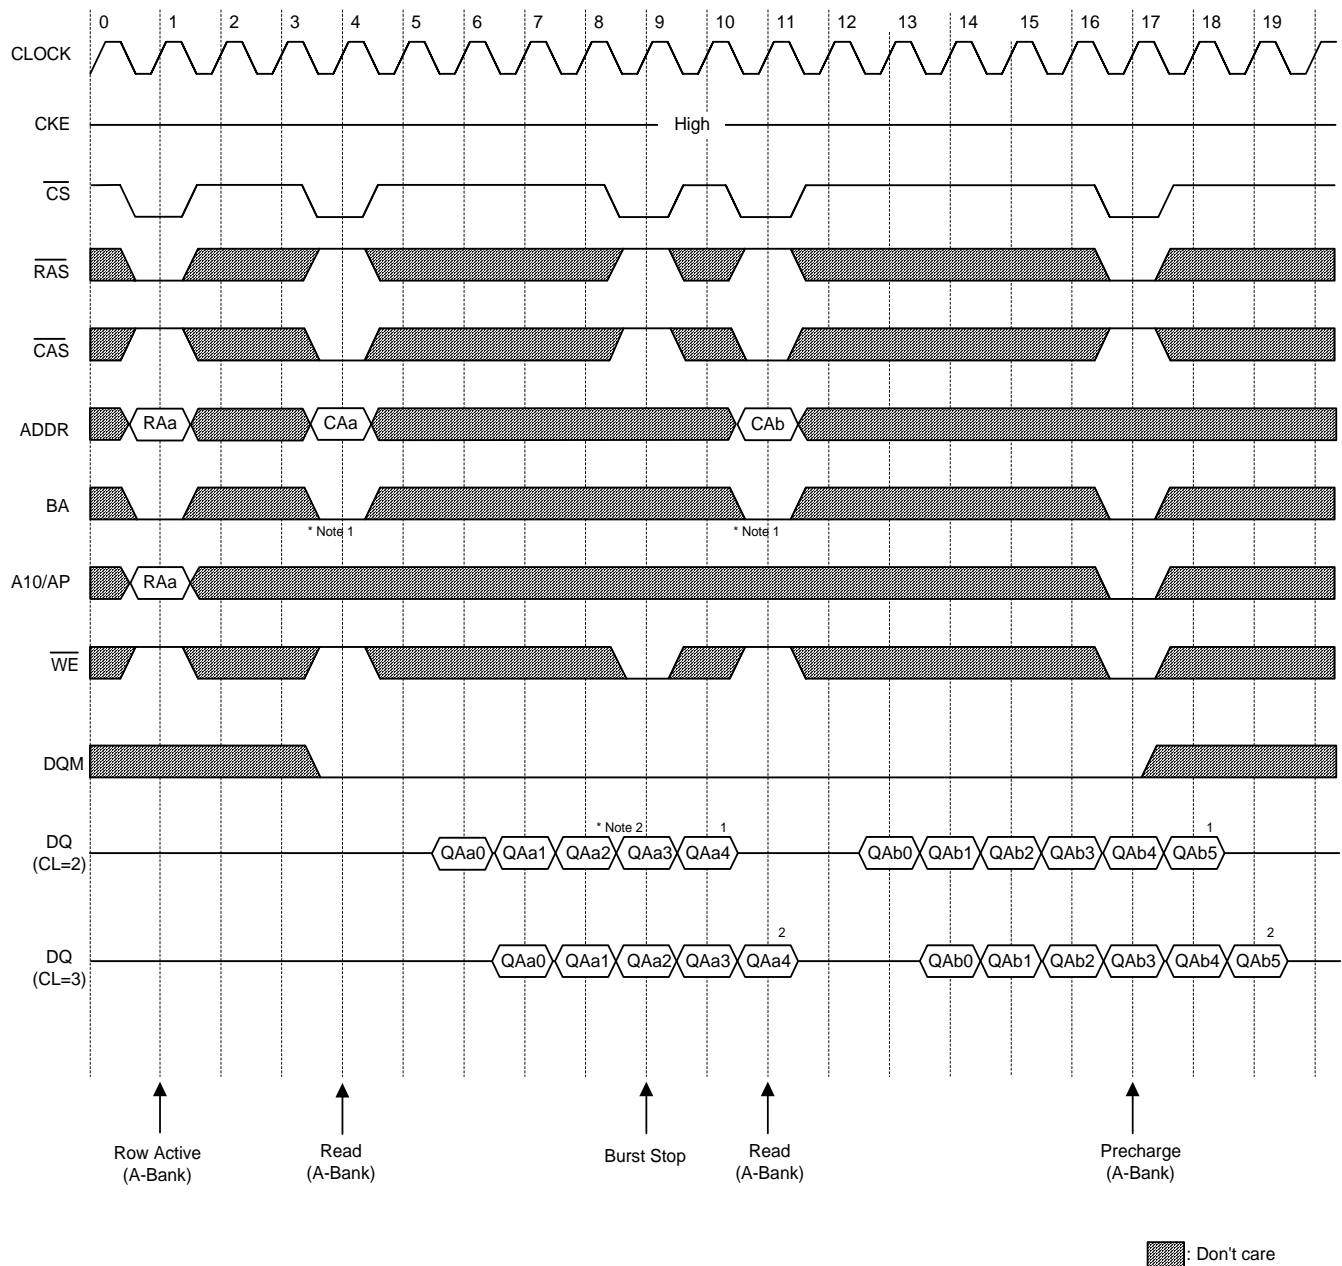 0 1 2 3 4 5 6 7 8 9 10 11 12 13 14 15 16 17 18 19
CLOCK
CKE High
CS
RAS
CAS
ADDR RAa CAa CAb
BA
* Note 1 * Note 1
A10/AP RAa
WE
DQM
* Note 2 1 1
DQ
(CL=2) QAa0 QAa1 QAa2 QAa3 QAa4 QAb0 QAb1 QAb2 QAb3 QAb4 QAb5
2 2
DQ
(CL=3) QAa0 QAa1 QAa2 QAa3 QAa4 QAb0 QAb1 QAb2 QAb3 QAb4 QAb5
Row Active
(A-Bank)
Read
(A-Bank)
Burst Stop
Read
(A-Bank)
Precharge
(A-Bank)
: Don't care